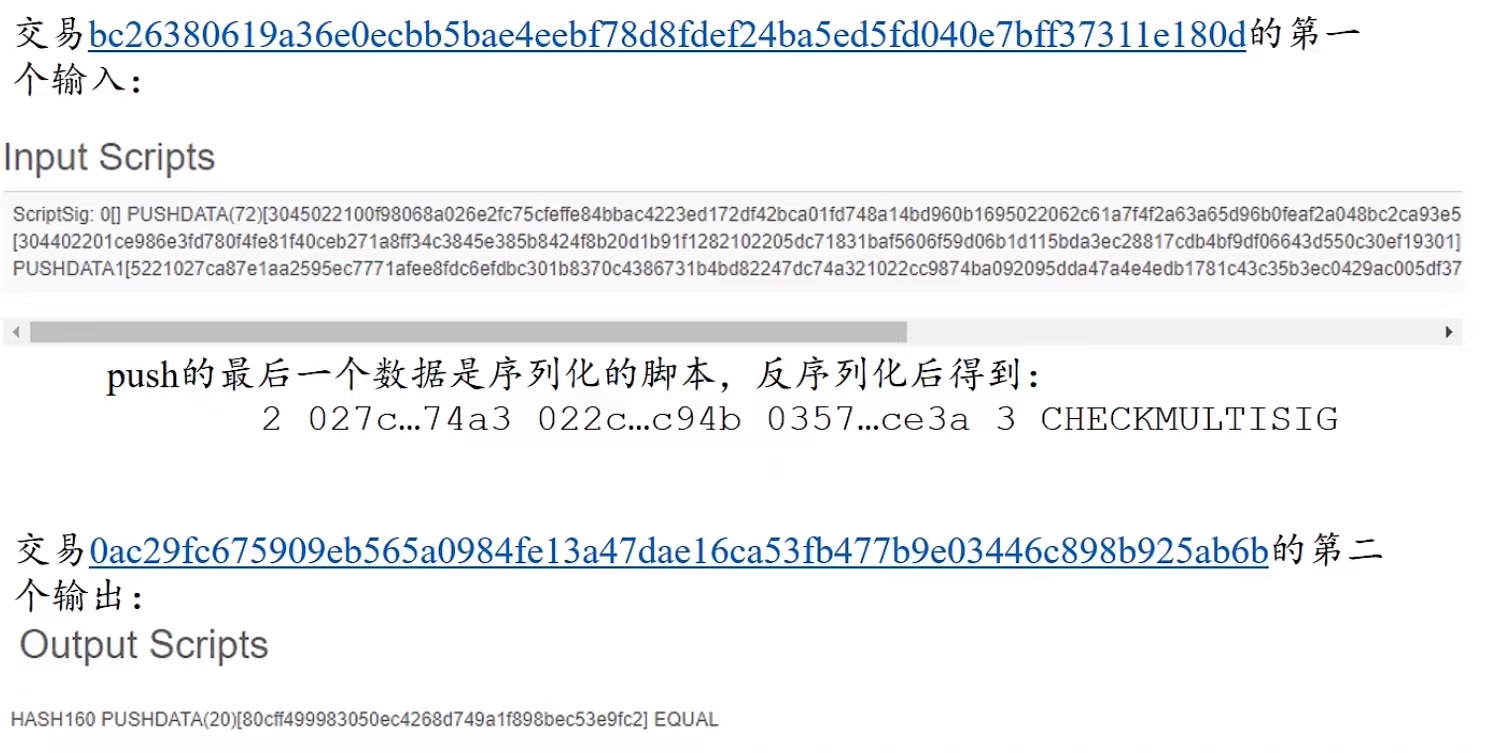 交易bc26380619a36e0ecbb5bae4eebf78d8fdef24ba5ed5fd040e7bff37311e180d的第一
个输入：
Input Scripts
ScriptSig: 0[] PUSHDATA(72)[3045022100f98068a026e2fc75cfeffe84bbac4223ed172df42bca01fd748a14bd960b1695022062c61a7f4f2a63a65d96b0feaf2a048bc2ca93e5
[304402201ce986e3fd780f4fe81f40ceb271a8ff34c3845e385b8424f8b20d1b91f1282102205dc71831baf5606f59d06b1d115bda3ec28817cdb4bf9df06643d550c30ef19301]
PUSHDATA1[5221027ca87e1aa2595ec7771afee8fdc6efdbc301b8370c4386731b4bd82247dc74a321022cc9874ba092095dda47a4e4edb1781c43c35b3ec0429ac005df37
push的最后一个数据是序列化的脚本，反序列化后得到：
2 027c…74a3 022c…c94b 0357…ce3a 3 CHECKMULTISIG
交易0ac29fc675909eb565a0984fe13a47dae16ca53fb477b9e03446c898b925ab6b的第二
个输出：
Output Scripts
HASH160 PUSHDATA(20)[80cff499983050ec4268d749a1f898bec53e9fc2] EQUAL